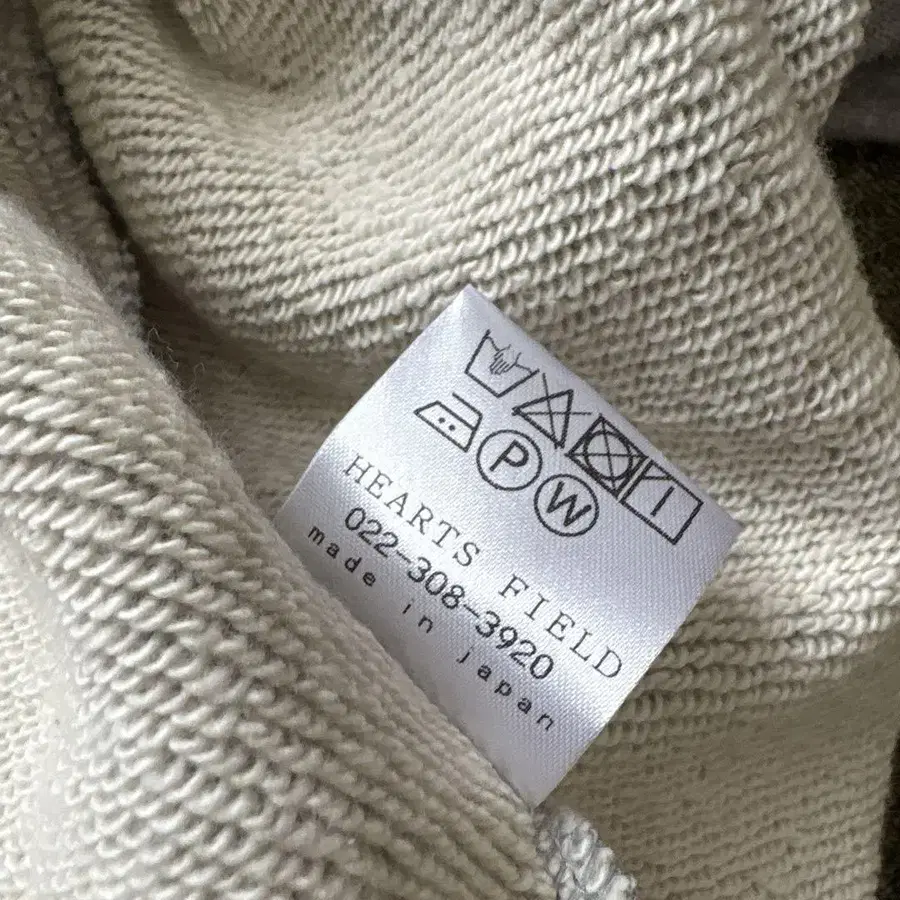 P W
HEARTS FIELD
022-308-3920
made in japan